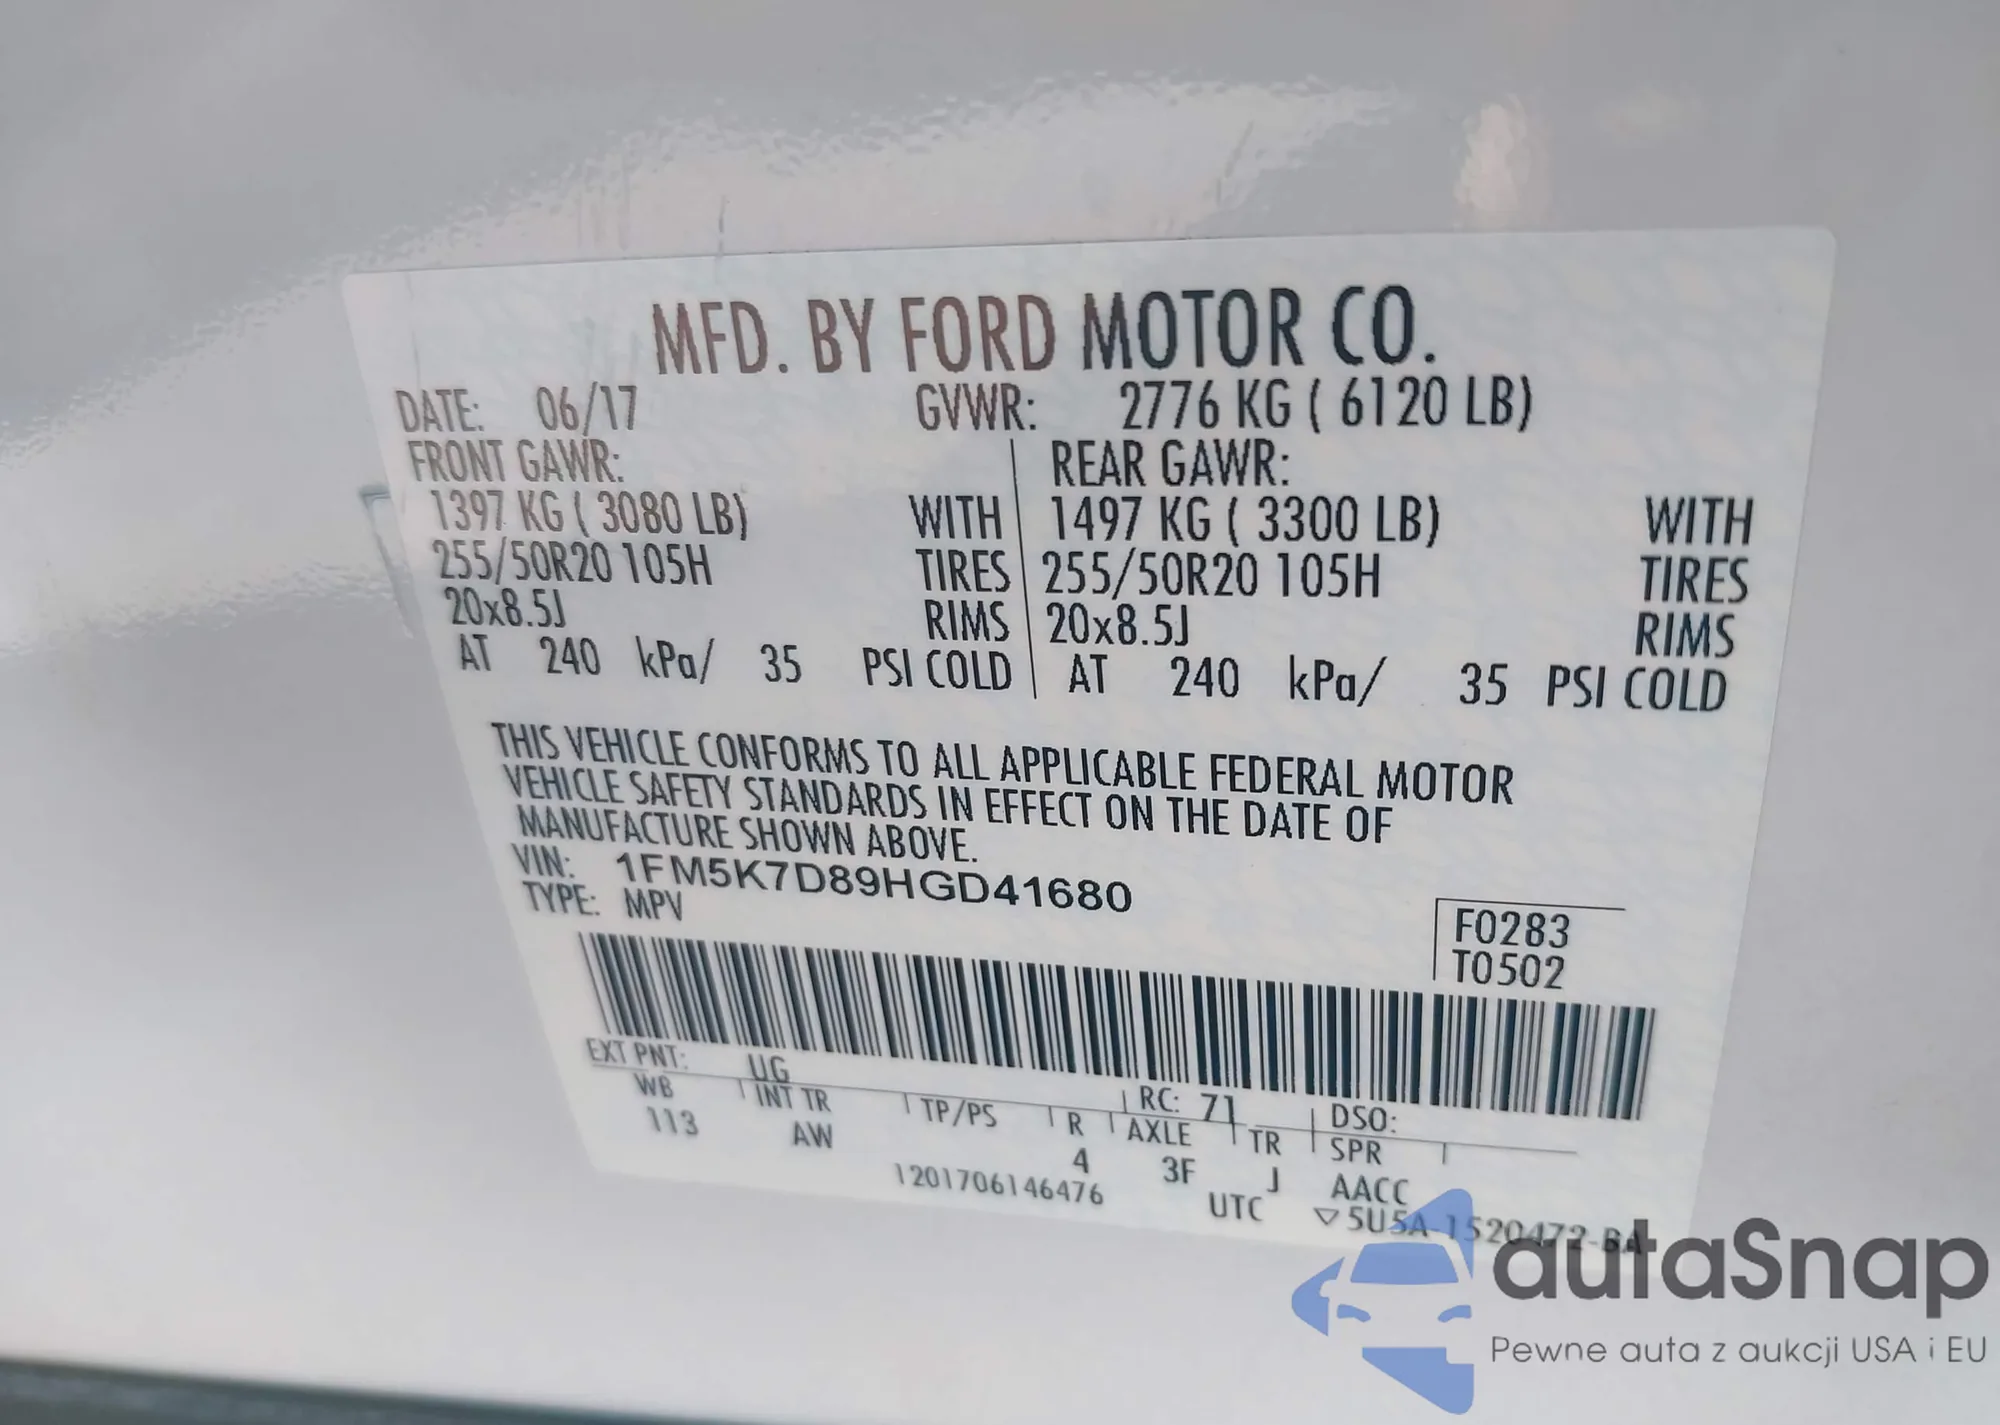 MFD. BY FORD MOTOR CO.
DATE: 06/17 GVWR: 2776 KG ( 6120 LB)
FRONT GAWR: REAR GAWR:
1397 KG ( 3080 LB) WITH 1497 KG ( 3300 LB) WITH
255/50R20 105H TIRES 255/50R20 105H TIRES
20x8.5J RIMS 20x8.5J RIMS
AT 240 kPa/ 35 PSI COLD AT 240 kPa/ 35 PSI COLD
THIS VEHICLE CONFORMS TO ALL APPLICABLE FEDERAL MOTOR
VEHICLE SAFETY STANDARDS IN EFFECT ON THE DATE OF
MANUFACTURE SHOWN ABOVE.
VIN: 1FM5K7D89HGD41680
TYPE: MPV
F0283
T0502
EXT PNT: UG RC: 71 DSO:
WB INT TR TP/PS R AXLE TR SPR
113 AW 4 3F J AACC
1201706146476 UTC ▽5U5A-1520472-BA
autaSnap
Pewne auta z aukcji USA i EU